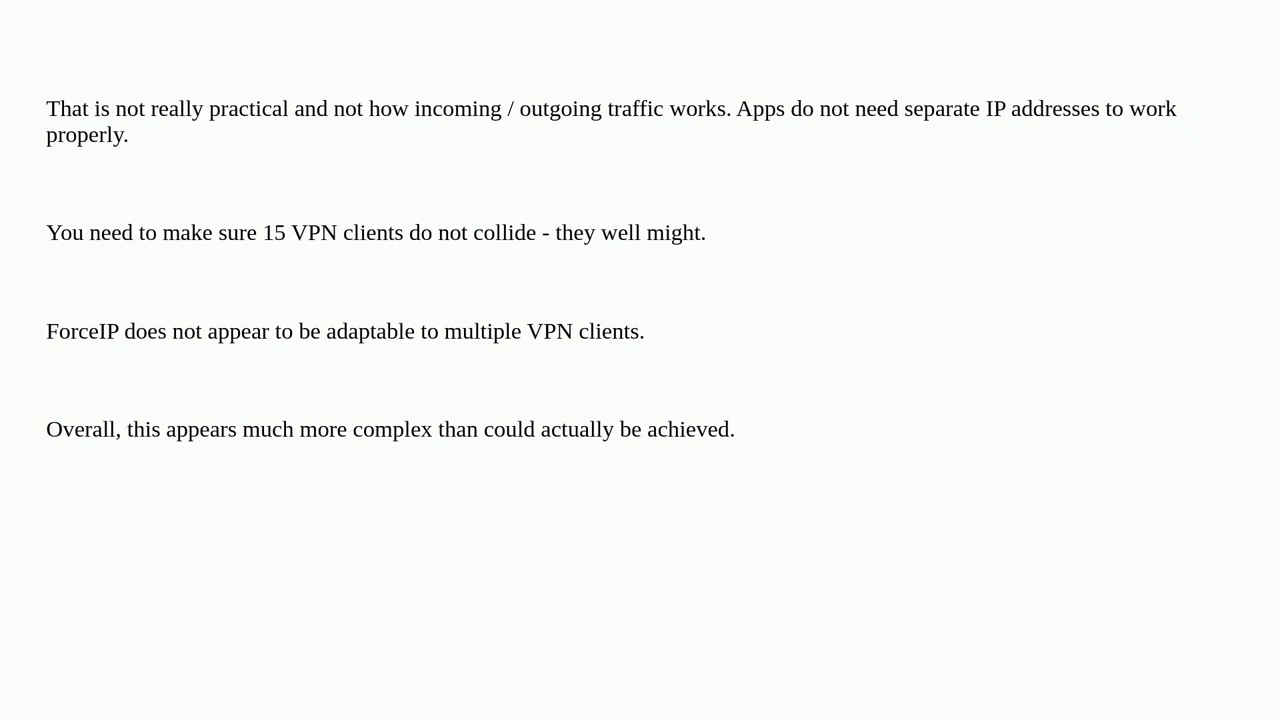 That is not really practical and not how incoming / outgoing traffic works. Apps do not need separate IP addresses to work
properly.
You need to make sure 15 VPN clients do not collide - they well might.
ForceIP does not appear to be adaptable to multiple VPN clients.
Overall, this appears much more complex than could actually be achieved.